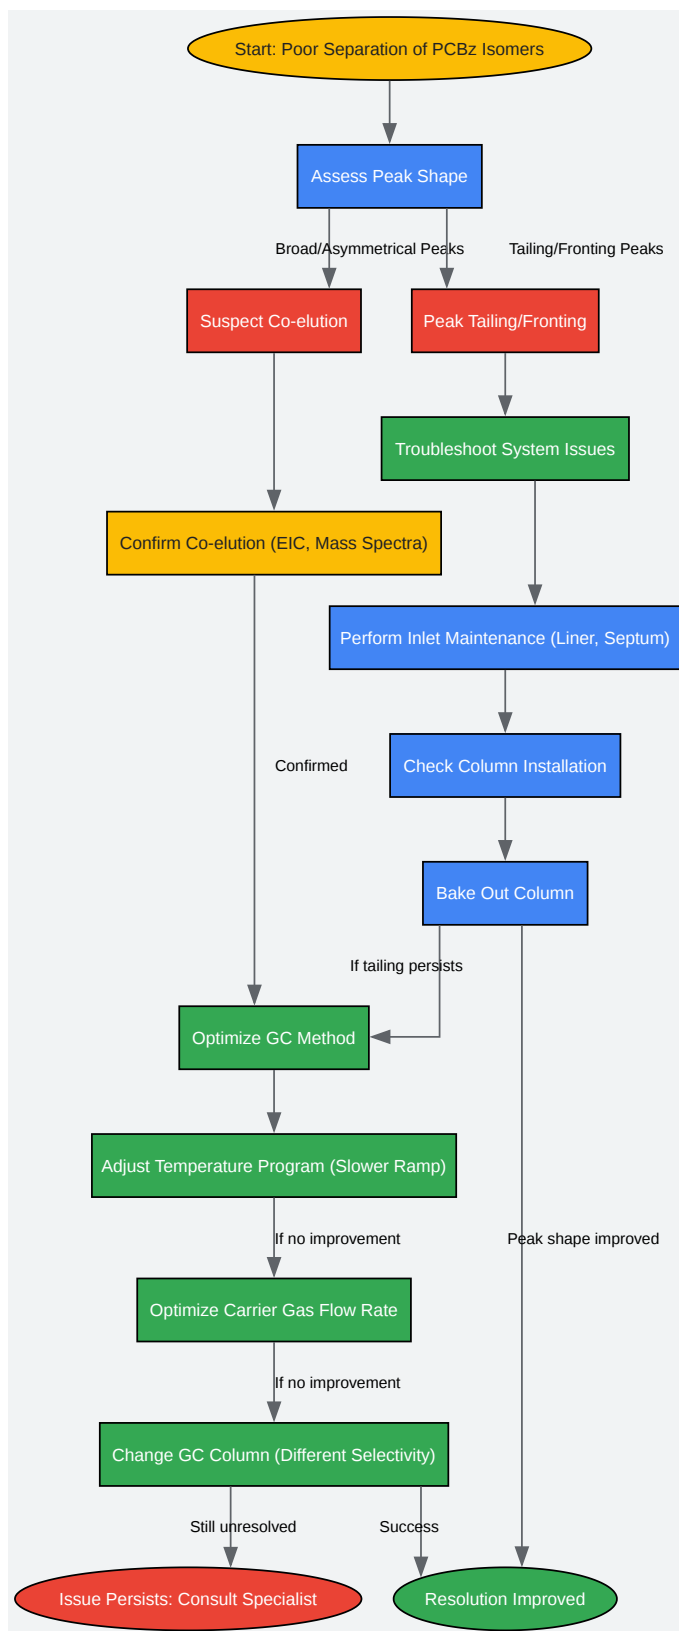 Start: Poor Separation of PCBz Isomers
Assess Peak Shape
Broad/Asymmetrical Peaks
Tailing/Fronting Peaks
Suspect Co-elution
Peak Tailing/Fronting
Troubleshoot System Issues
Confirm Co-elution (EIC, Mass Spectra)
Perform Inlet Maintenance (Liner, Septum)
Confirmed
Check Column Installation
Bake Out Column
If tailing persists
Optimize GC Method
Adjust Temperature Program (Slower Ramp)
If no improvement
Peak shape improved
Optimize Carrier Gas Flow Rate
If no improvement
Change GC Column (Different Selectivity)
Still unresolved
Success
Issue Persists: Consult Specialist
Resolution Improved